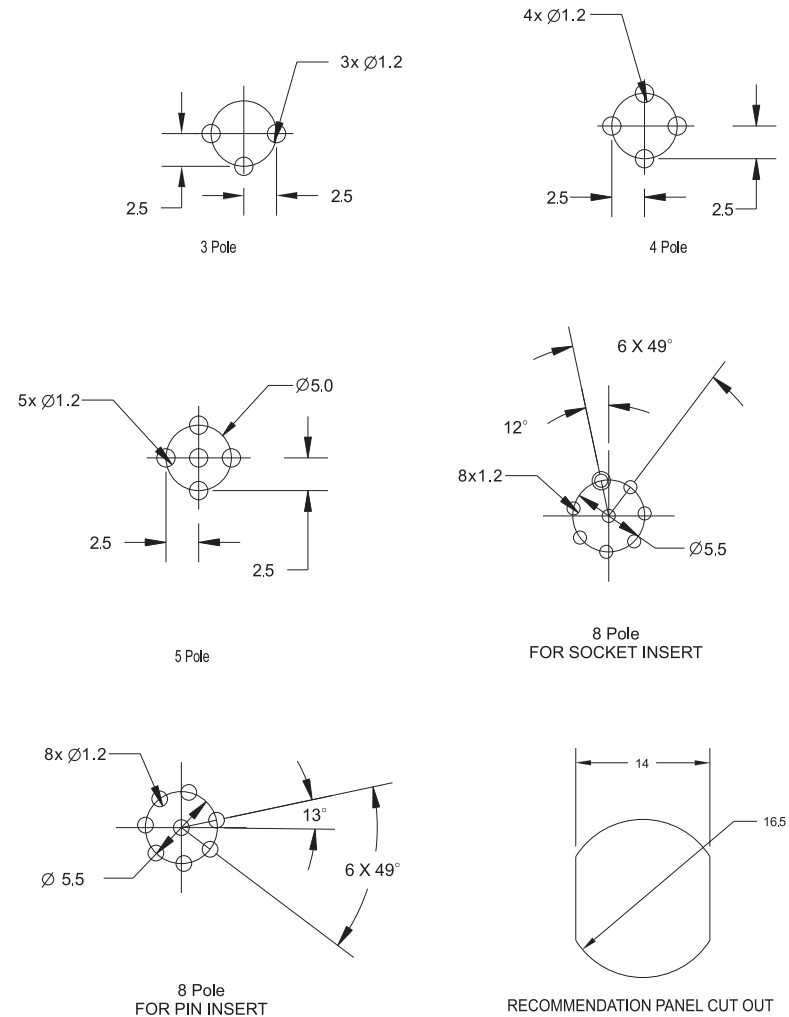 4x Ø1.2
3x Ø1.2
2.5
2.5
2.5
2.5
3 Pole
4 Pole
6 X 49°
5x Ø1.2
Ø5.0
12°
8x1.2
2.5
2.5
Ø5.5
5 Pole
8 Pole
FOR SOCKET INSERT
8x Ø1.2
14
13°
16,5
6 X 49°
Ø 5.5
8 Pole
FOR PIN INSERT
RECOMMENDATION PANEL CUT OUT